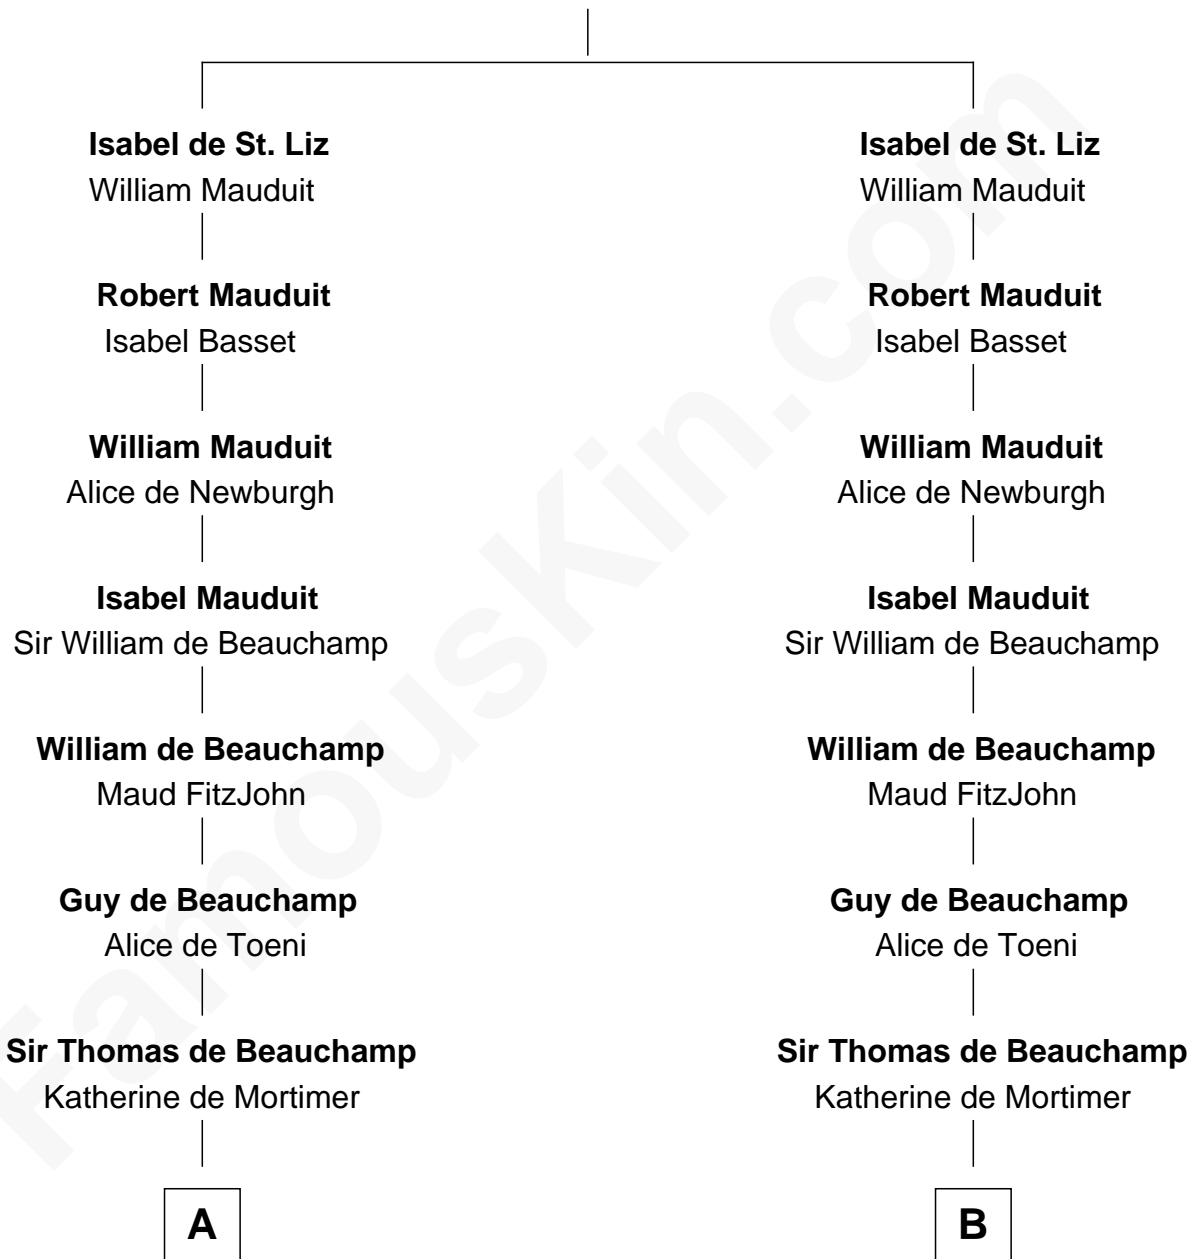 Isabel de St. Liz
William Mauduit
Robert Mauduit
Isabel Basset
William Mauduit
Alice de Newburgh
Isabel Mauduit
Sir William de Beauchamp
William de Beauchamp
Maud FitzJohn
Guy de Beauchamp
Alice de Toeni
Sir Thomas de Beauchamp
Katherine de Mortimer
A
Isabel de St. Liz
William Mauduit
Robert Mauduit
Isabel Basset
William Mauduit
Alice de Newburgh
Isabel Mauduit
Sir William de Beauchamp
William de Beauchamp
Maud FitzJohn
Guy de Beauchamp
Alice de Toeni
Sir Thomas de Beauchamp
Katherine de Mortimer
B
FamousKin.com